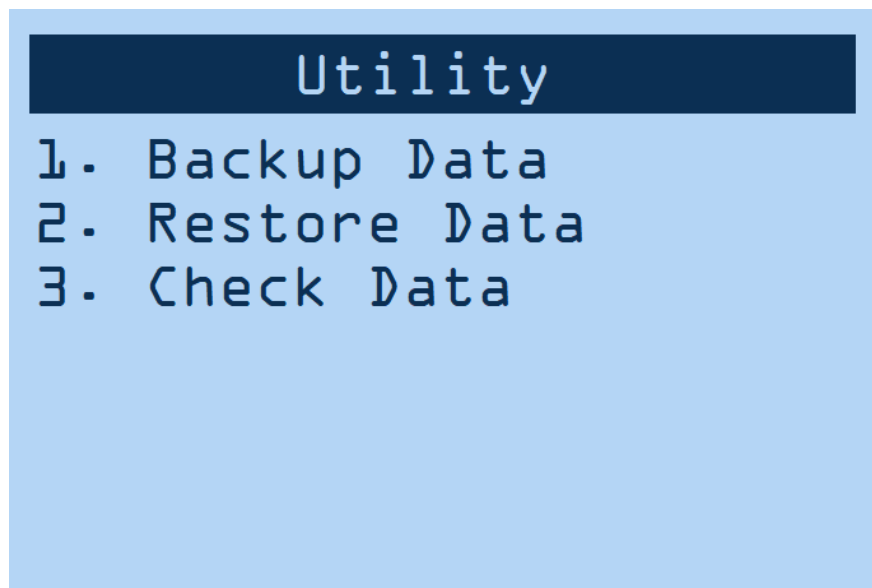 Utility
1. Backup Data
2. Restore Data
3. Check Data